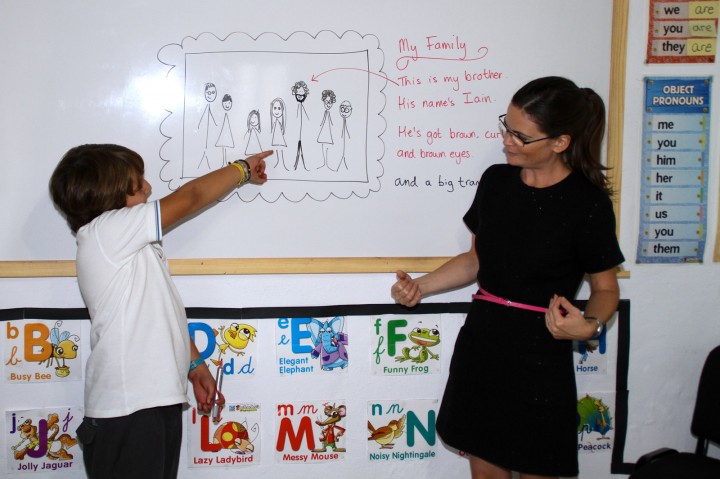 we are
you are
they are
My Family
This is my brother.
His name's Iain.
He's got brown,
and brown eyes.
and a big
OBJECT
PRONOUNS
me
you
him
her
it
us
you
them
b B
b
Busy Bee
D d
d
e E
e
Elegant
Elephant
f F
f
Funny Frog
Horse
j J j
Jolly Jaguar
L
Lazy Ladybird
m m
M
Messy Mouse
n n
N
Noisy Nightingale
Peacock